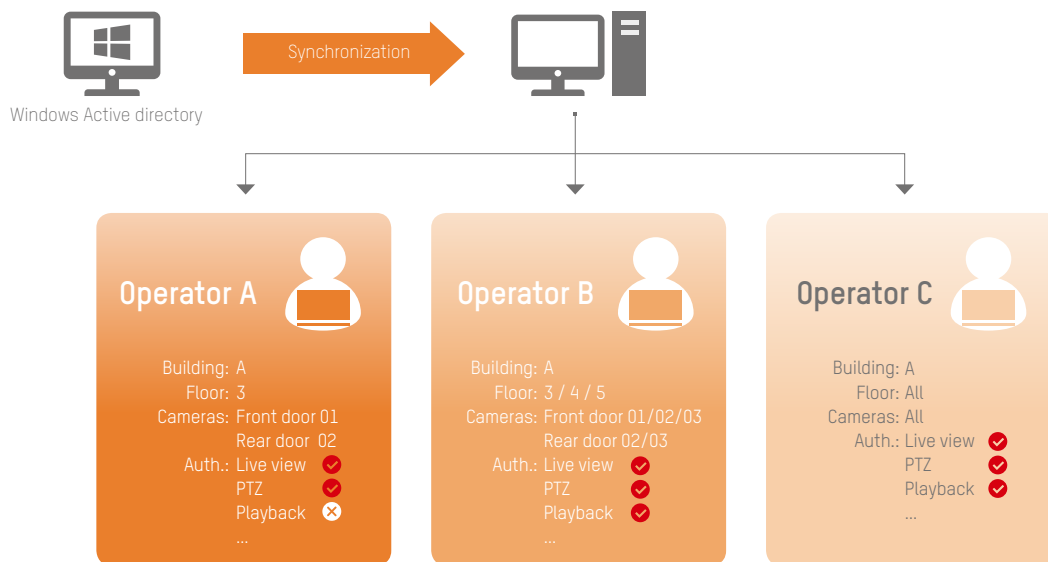 Synchronization
Windows Active directory
Operator A
Building: A
Floor: 3
Cameras: Front door 01
Rear door 02
Auth.: Live view
PTZ
Playback
...
Operator B
Building: A
Floor: 3 / 4 / 5
Cameras: Front door 01/02/03
Rear door 02/03
Auth.: Live view
PTZ
Playback
...
Operator C
Building: A
Floor: All
Cameras: All
Auth.: Live view
PTZ
Playback
...